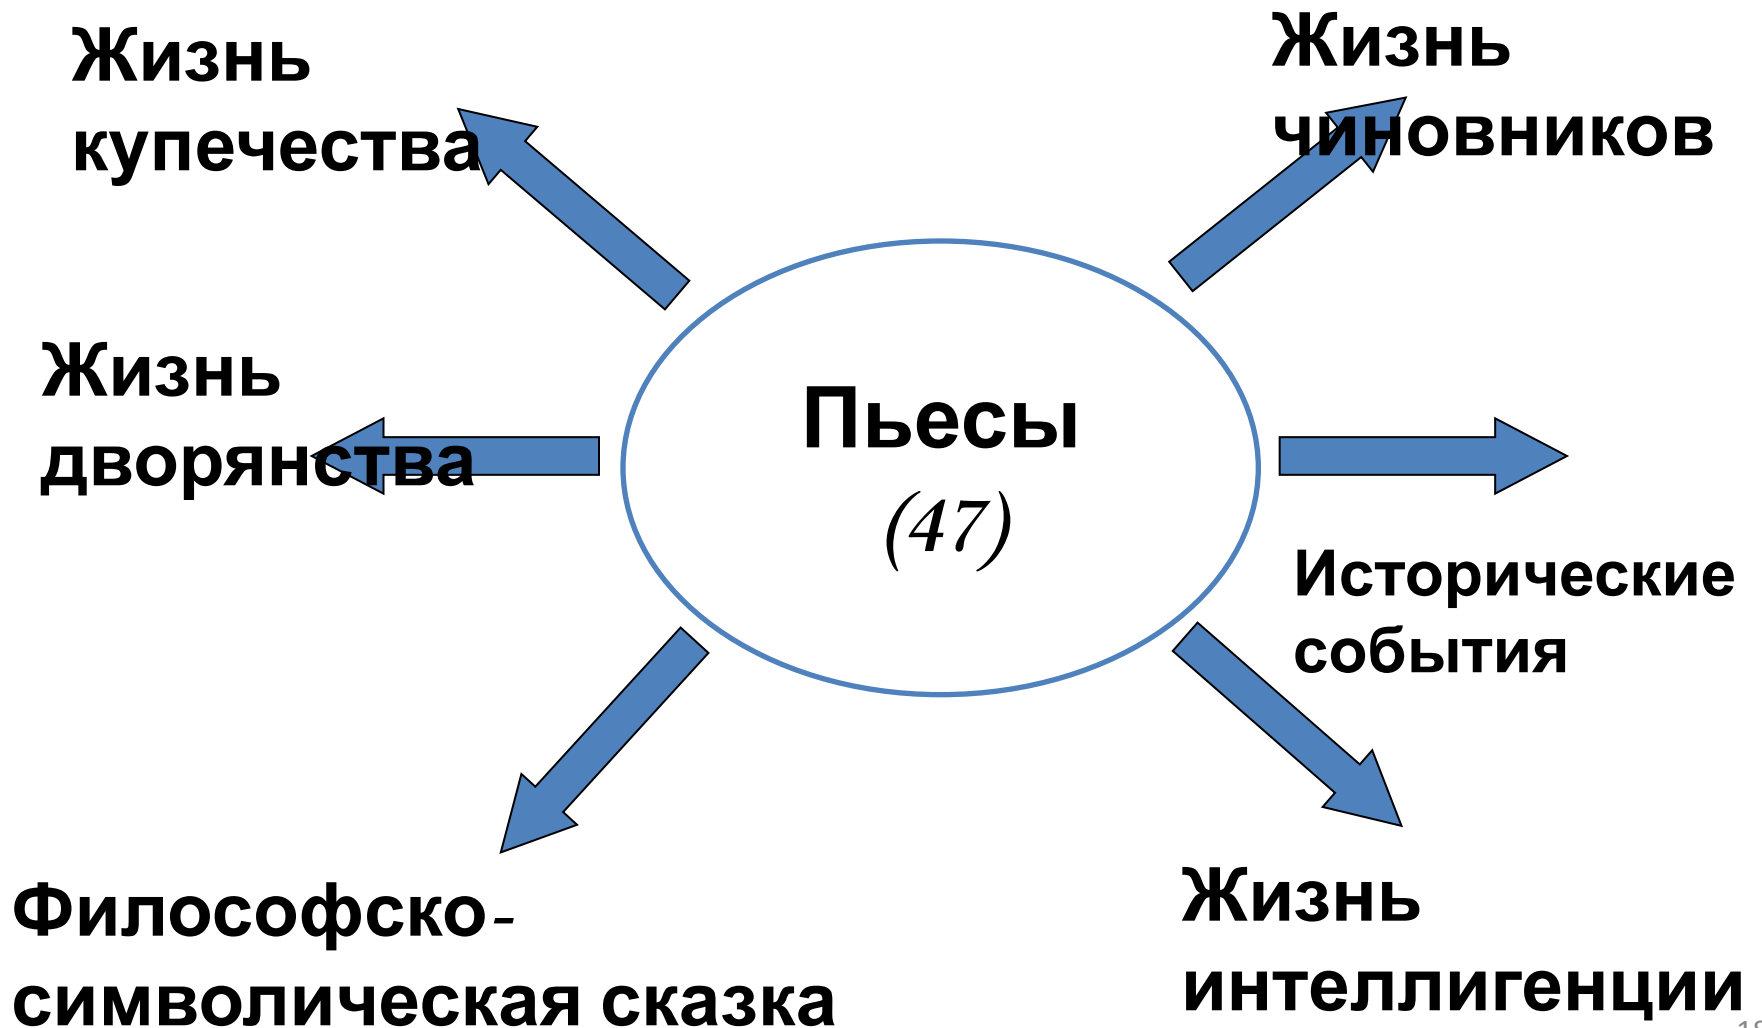 Жизнь
купечества
Жизнь
чиновников
Жизнь
дворянства
Пьесы
(47)
Исторические
события
Философско-
символическая сказка
Жизнь
интеллигенции